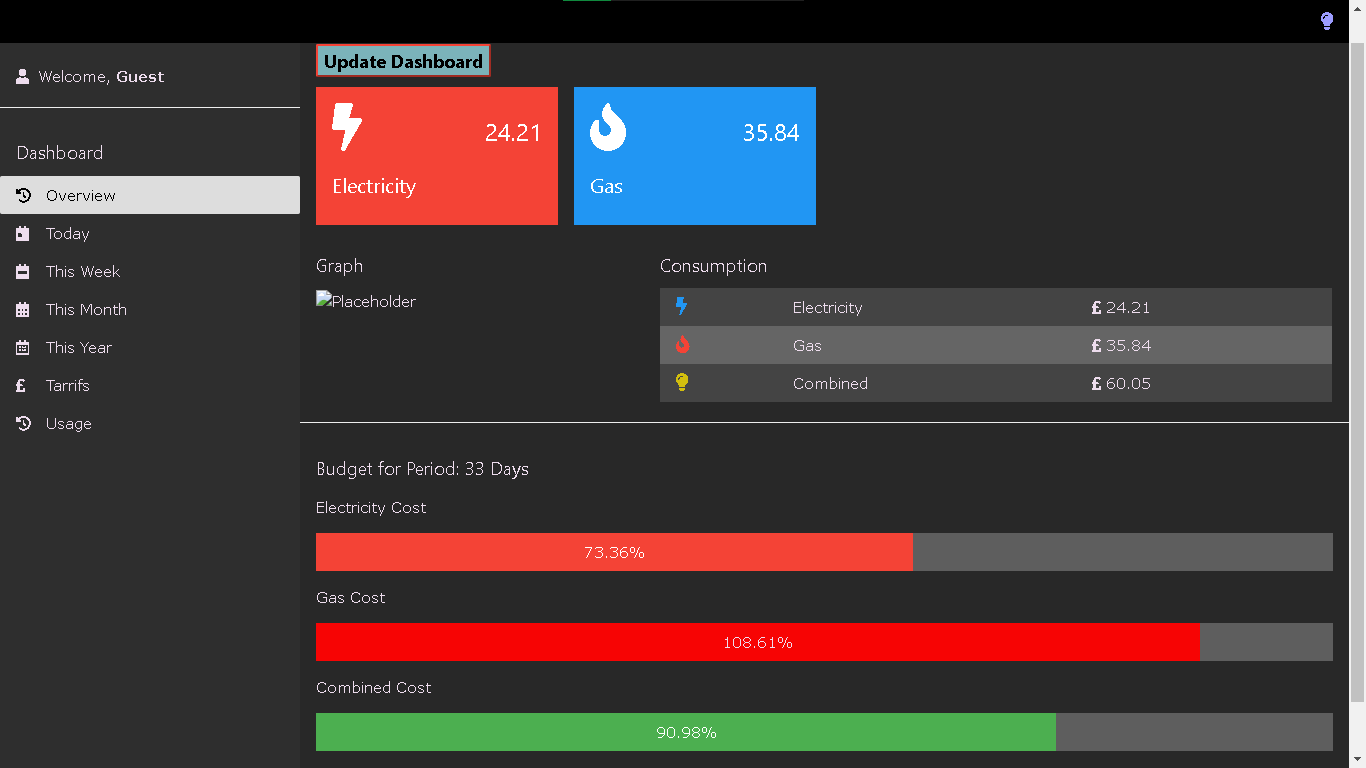 Update Dashboard
Welcome, Guest
24.21
35.84
Electricity
Gas
Dashboard
Overview
Today
This Week
This Month
This Year
Tarrifs
Usage
Graph
Placeholder
Consumption
Electricity £ 24.21
Gas £ 35.84
Combined £ 60.05
Budget for Period: 33 Days
Electricity Cost
73.36%
Gas Cost
108.61%
Combined Cost
90.98%